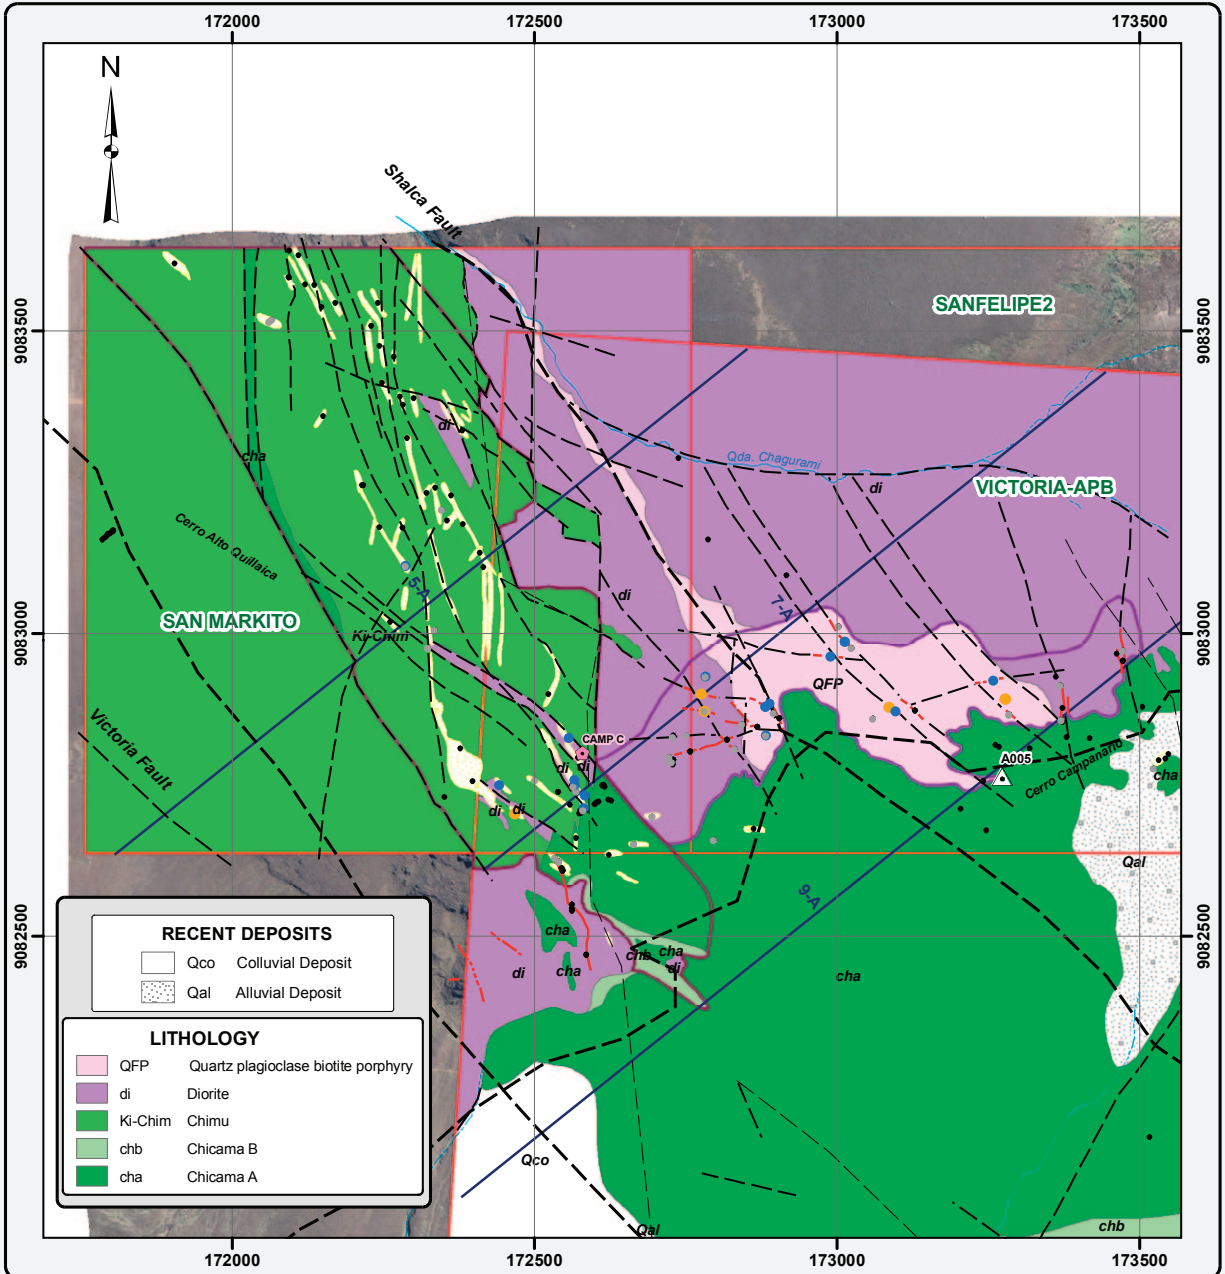 172000 172500 173000 173500
N
Shalca Fault
SANFELIPE2
9083500
9083500
di
Qda. Chagurami
cha
di
VICTORIA-APB
Cerro Alto Quillaica
5-A
di
7-A
SAN MARKITO
Ki-Chim
9083000
9083000
QFP
Victoria Fault
CAMP C
di
di
A005
Cerro Campanario
cha
di
di
Qal
9-A
RECENT DEPOSITS
Qco Colluvial Deposit
Qal Alluvial Deposit
cha
cha
di
chb
cha
di
cha
9082500
9082500
LITHOLOGY
QFP Quartz plagioclase biotite porphyry
di Diorite
Ki-Chim Chimu
chb Chicama B
cha Chicama A
Qco
Qal
chb
172000 172500 173000 173500